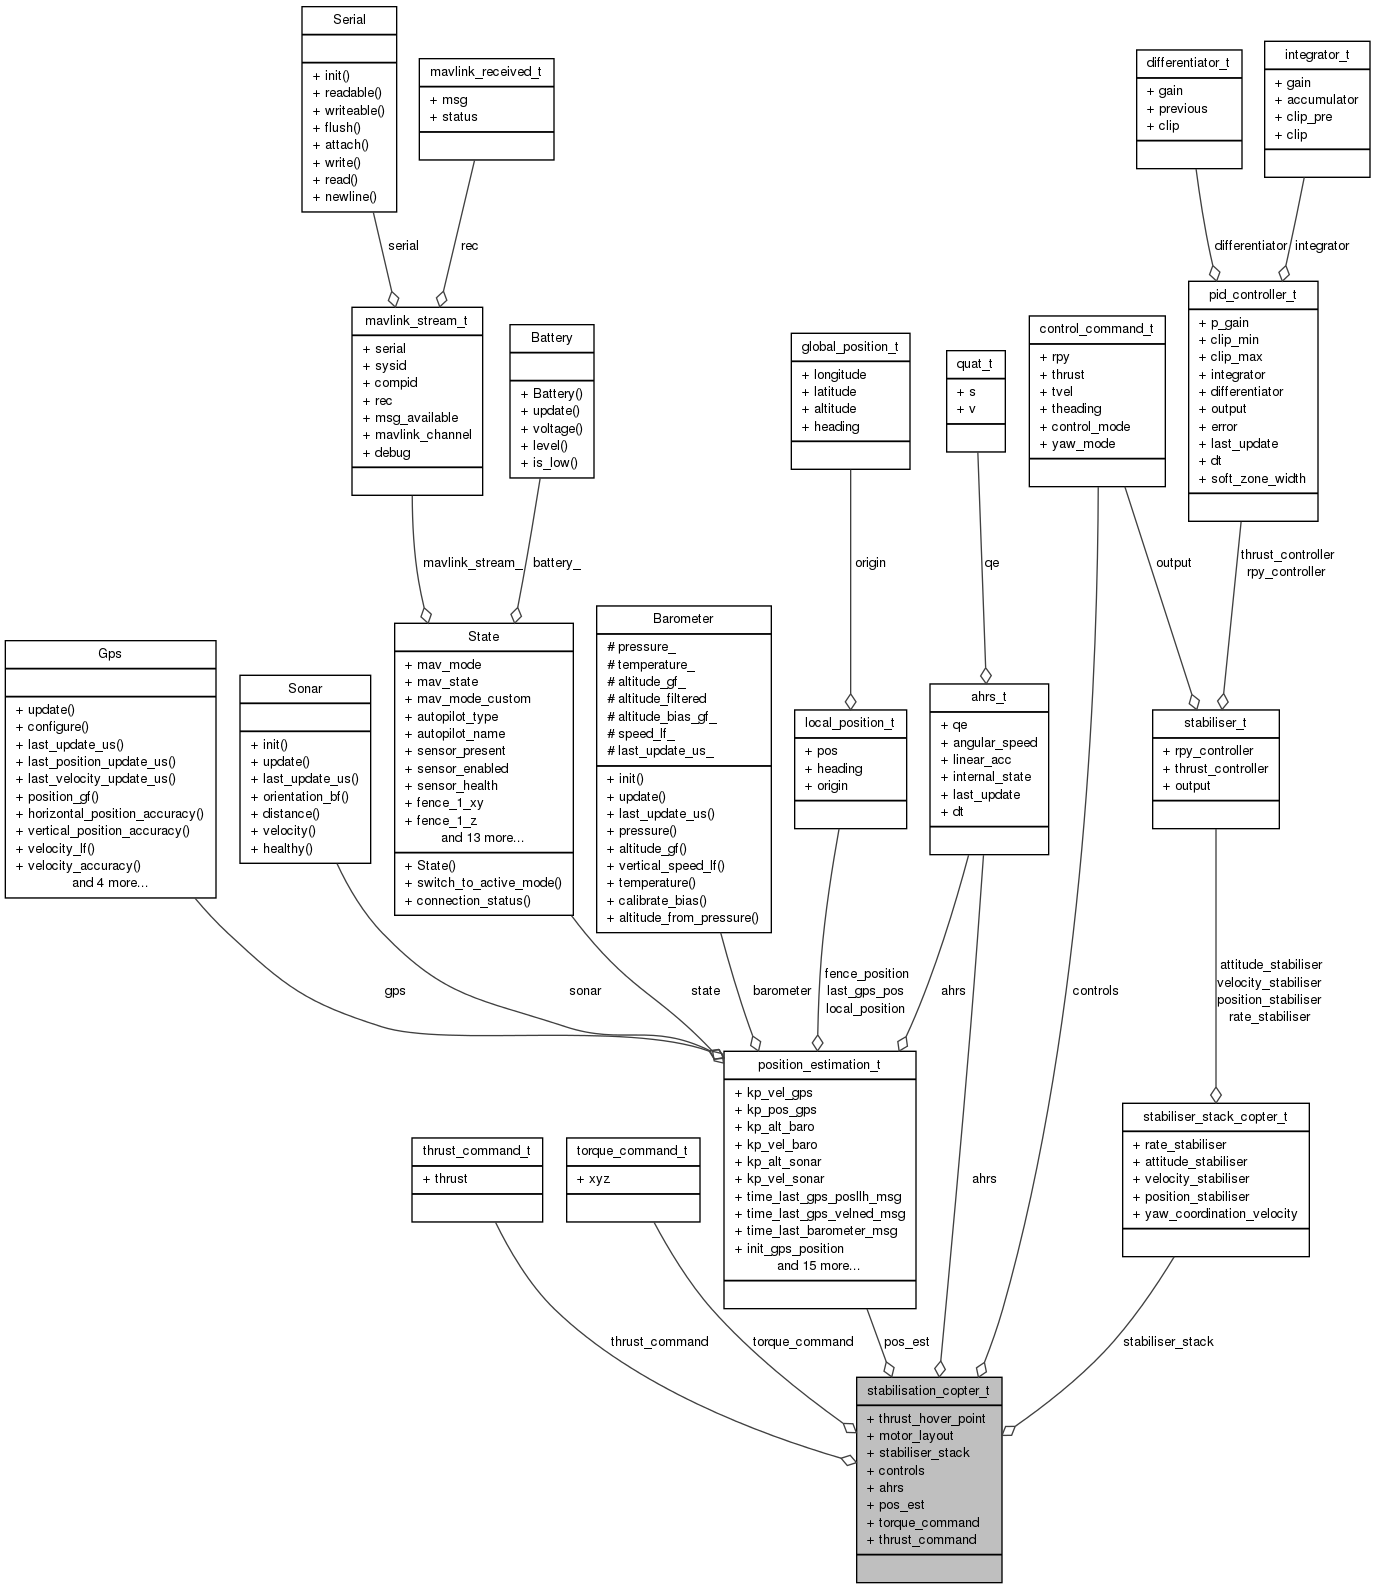 Serial
+ init()
+ readable()
+ writeable()
+ flush()
+ attach()
+ write()
+ read()
+ newline()
mavlink_received_t
+ msg
+ status
differentiator_t
+ gain
+ previous
+ clip
integrator_t
+ gain
+ accumulator
+ clip_pre
+ clip
serial
rec
differentiator
integrator
mavlink_stream_t
+ serial
+ sysid
+ compid
+ rec
+ msg_available
+ mavlink_channel
+ debug
Battery
+ Battery()
+ update()
+ voltage()
+ level()
+ is_low()
global_position_t
+ longitude
+ latitude
+ altitude
+ heading
quat_t
+ s
+ v
control_command_t
+ rpy
+ thrust
+ tvel
+ theading
+ control_mode
+ yaw_mode
pid_controller_t
+ p_gain
+ clip_min
+ clip_max
+ integrator
+ differentiator
+ output
+ error
+ last_update
+ dt
+ soft_zone_width
mavlink_stream_
battery_
origin
qe
output
thrust_controller
rpy_controller
Gps
+ update()
+ configure()
+ last_update_us()
+ last_position_update_us()
+ last_velocity_update_us()
+ position_gf()
+ horizontal_position_accuracy()
+ vertical_position_accuracy()
+ velocity_lf()
+ velocity_accuracy()
and 4 more...
Sonar
+ init()
+ update()
+ last_update_us()
+ orientation_bf()
+ distance()
+ velocity()
+ healthy()
State
+ mav_mode
+ mav_state
+ mav_mode_custom
+ autopilot_type
+ autopilot_name
+ sensor_present
+ sensor_enabled
+ sensor_health
+ fence_1_xy
+ fence_1_z
and 13 more...
+ State()
+ switch_to_active_mode()
+ connection_status()
Barometer
# pressure_
# temperature_
# altitude_gf_
# altitude_filtered
# altitude_bias_gf_
# speed_lf_
# last_update_us_
+ init()
+ update()
+ last_update_us()
+ pressure()
+ altitude_gf()
+ vertical_speed_lf()
+ temperature()
+ calibrate_bias()
+ altitude_from_pressure()
local_position_t
+ pos
+ heading
+ origin
ahrs_t
+ qe
+ angular_speed
+ linear_acc
+ internal_state
+ last_update
+ dt
stabiliser_t
+ rpy_controller
+ thrust_controller
+ output
gps
sonar
state
barometer
fence_position
last_gps_pos
local_position
ahrs
controls
attitude_stabiliser
velocity_stabiliser
position_stabiliser
rate_stabiliser
position_estimation_t
+ kp_vel_gps
+ kp_pos_gps
+ kp_alt_baro
+ kp_vel_baro
+ kp_alt_sonar
+ kp_vel_sonar
+ time_last_gps_posllh_msg
+ time_last_gps_velned_msg
+ time_last_barometer_msg
+ init_gps_position
and 15 more...
thrust_command_t
+ thrust
torque_command_t
+ xyz
ahrs
stabiliser_stack_copter_t
+ rate_stabiliser
+ attitude_stabiliser
+ velocity_stabiliser
+ position_stabiliser
+ yaw_coordination_velocity
thrust_command
torque_command
pos_est
stabiliser_stack
stabilisation_copter_t
+ thrust_hover_point
+ motor_layout
+ stabiliser_stack
+ controls
+ ahrs
+ pos_est
+ torque_command
+ thrust_command